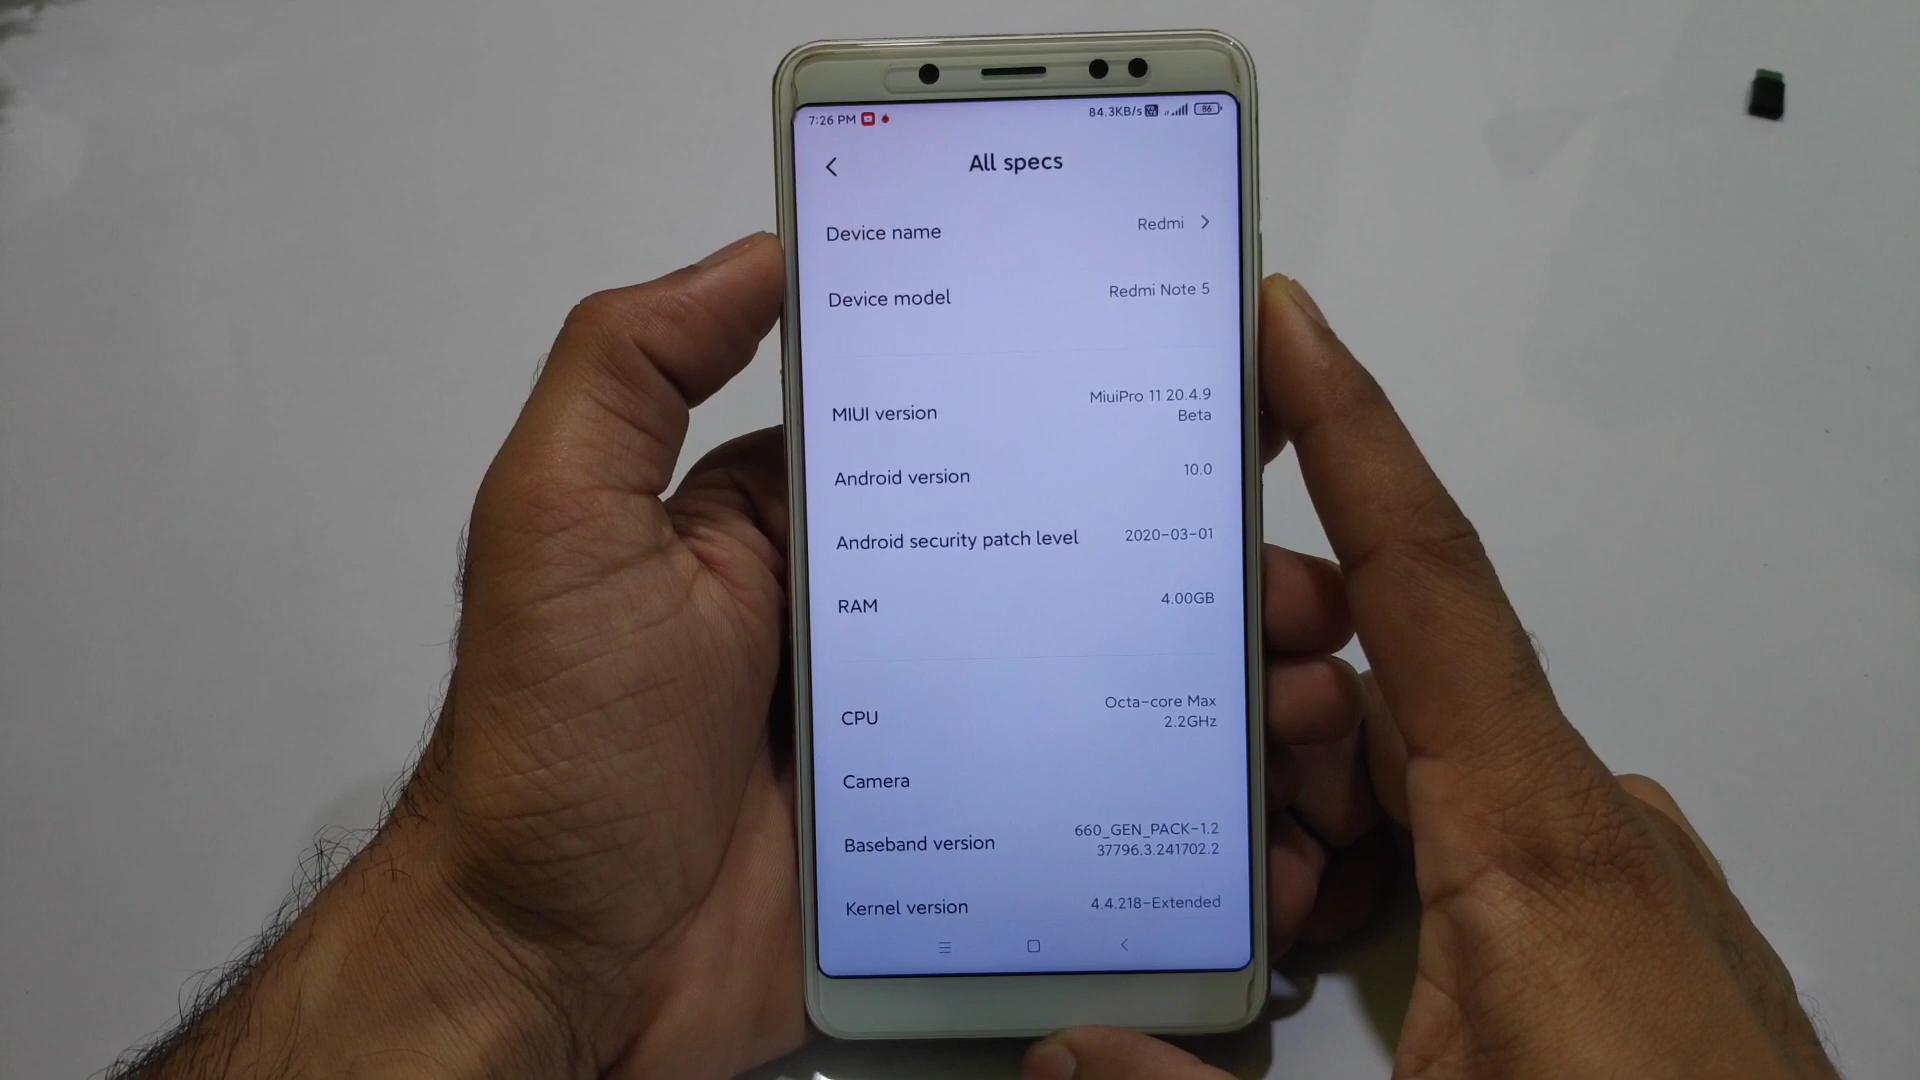 7:26 PM 84.3KB/s 86
All specs
Device name Redmi
Device model Redmi Note 5
MIUI version MiuiPro 11 20.4.9
Beta
Android version 10.0
Android security patch level 2020-03-01
RAM 4.00GB
CPU Octa-core Max
2.2GHz
Camera
Baseband version 660_GEN_PACK-1.2
37796.3.241702.2
Kernel version 4.4.218-Extended